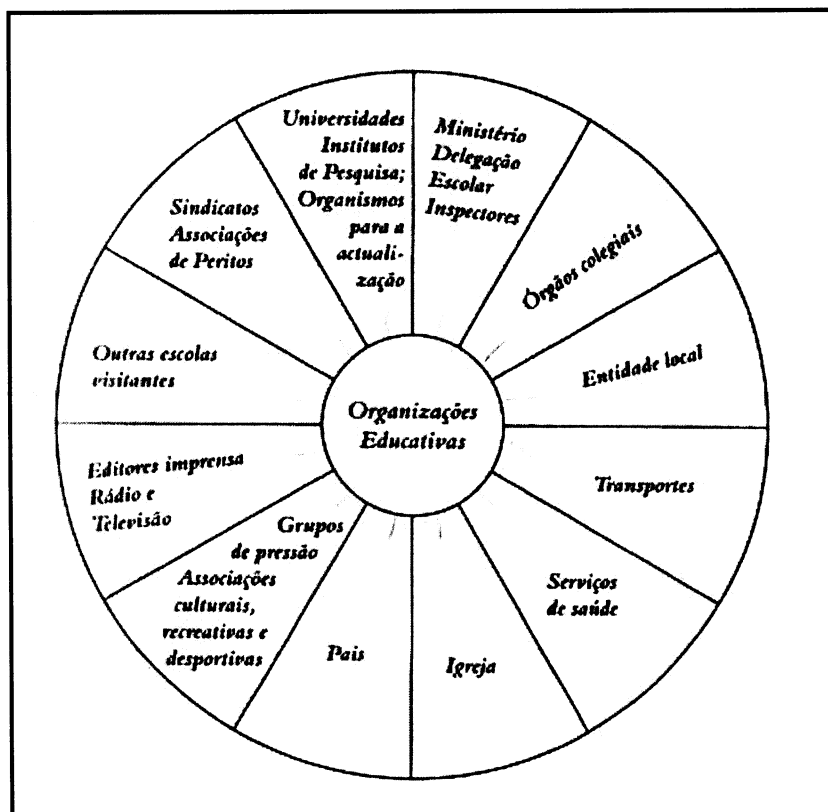 Universidades
Institutos
de Pesquisa;
Organismos
para a
actuali-
zação
Ministério
Delegação
Escolar
Inspectores
Órgãos colegiais
Entidade local
Transportes
Serviços
de saúde
Igreja
Pais
Grupos
de pressão
Associações
culturais,
recreativas e
desportivas
Editores imprensa
Rádio e
Televisão
Outras escolas
visitantes
Sindicatos
Associações
de Peritos
Organizações
Educativas